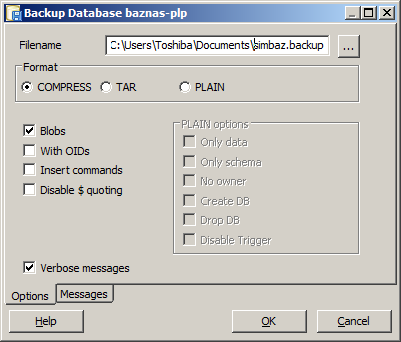 Backup Database baznas-plp
Filename C:\Users\Toshiba\Documents\simbaz.backup ...
Format
COMPRESS TAR PLAIN
Blobs
With OIDs
Insert commands
Disable $ quoting
PLAIN options
Only data
Only schema
No owner
Create DB
Drop DB
Disable Trigger
Verbose messages
Options Messages
Help OK Cancel